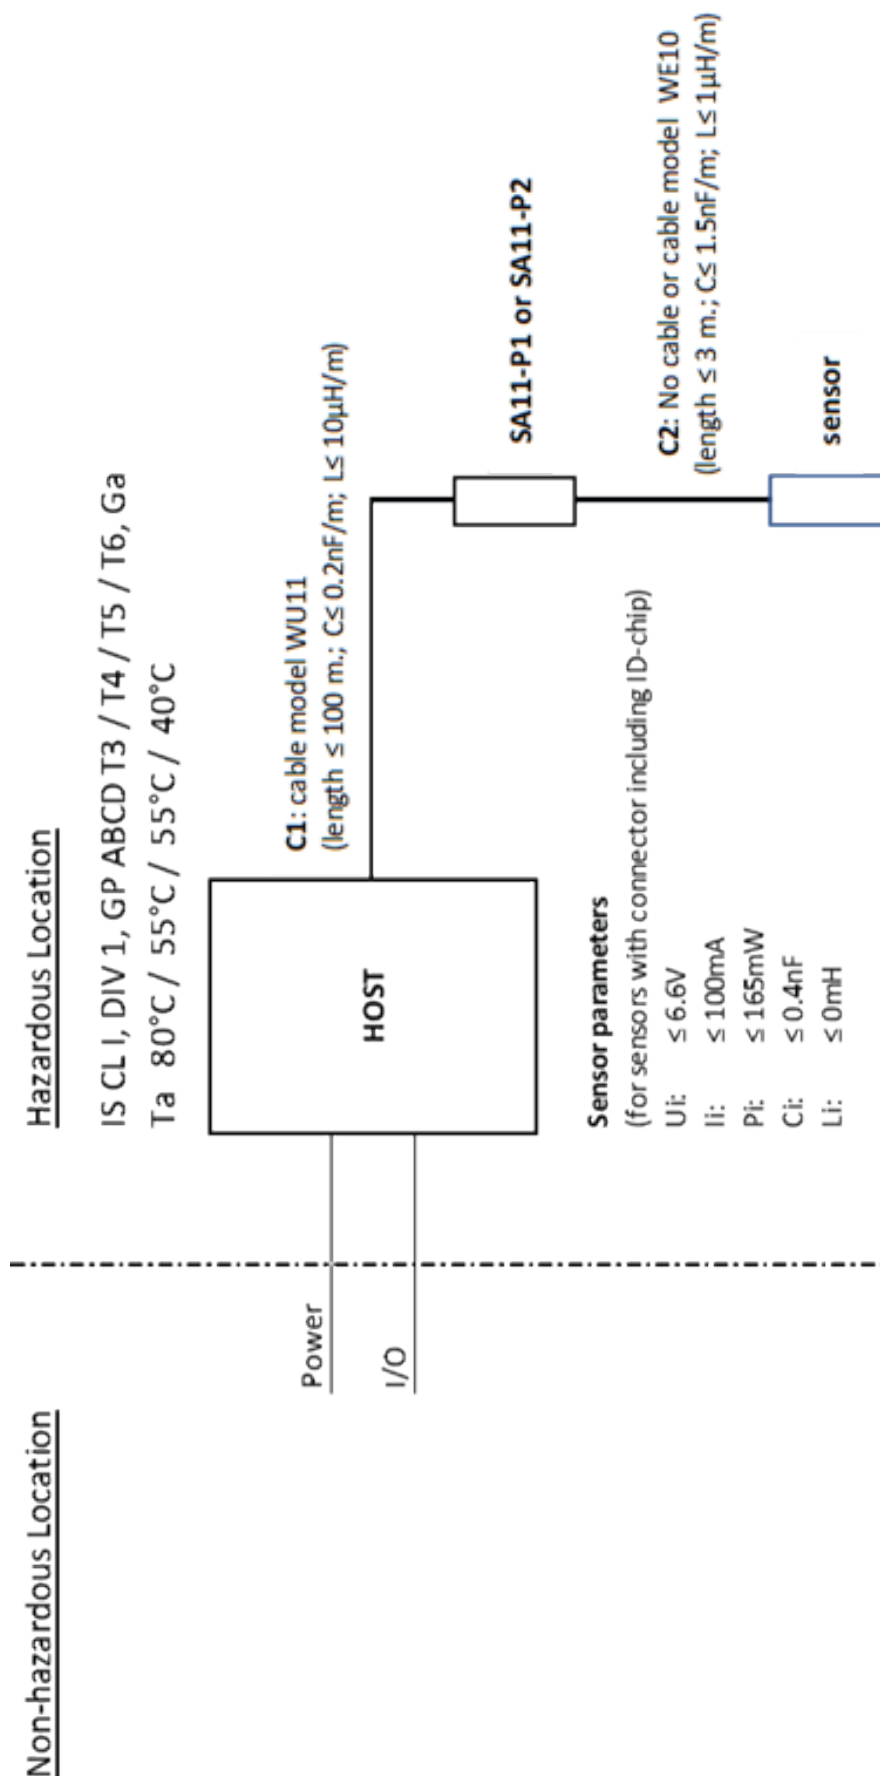 Non-hazardous Location
Hazardous Location
IS CL I, DIV 1, GP ABCD T3 / T4 / T5 / T6, Ga
Ta 80°C / 55°C / 55°C / 40°C
Power
I/O
HOST
C1: cable model WU11
(length ≤ 100 m.; C≤ 0.2nF/m; L≤ 10µH/m)
SA11-P1 or SA11-P2
C2: No cable or cable model WE10
(length ≤ 3 m.; C≤ 1.5nF/m; L≤ 1µH/m)
sensor
Sensor parameters
(for sensors with connector including ID-chip)
Ui: ≤ 6.6V
Ii: ≤ 100mA
Pi: ≤ 165mW
Ci: ≤ 0.4nF
Li: ≤ 0mH